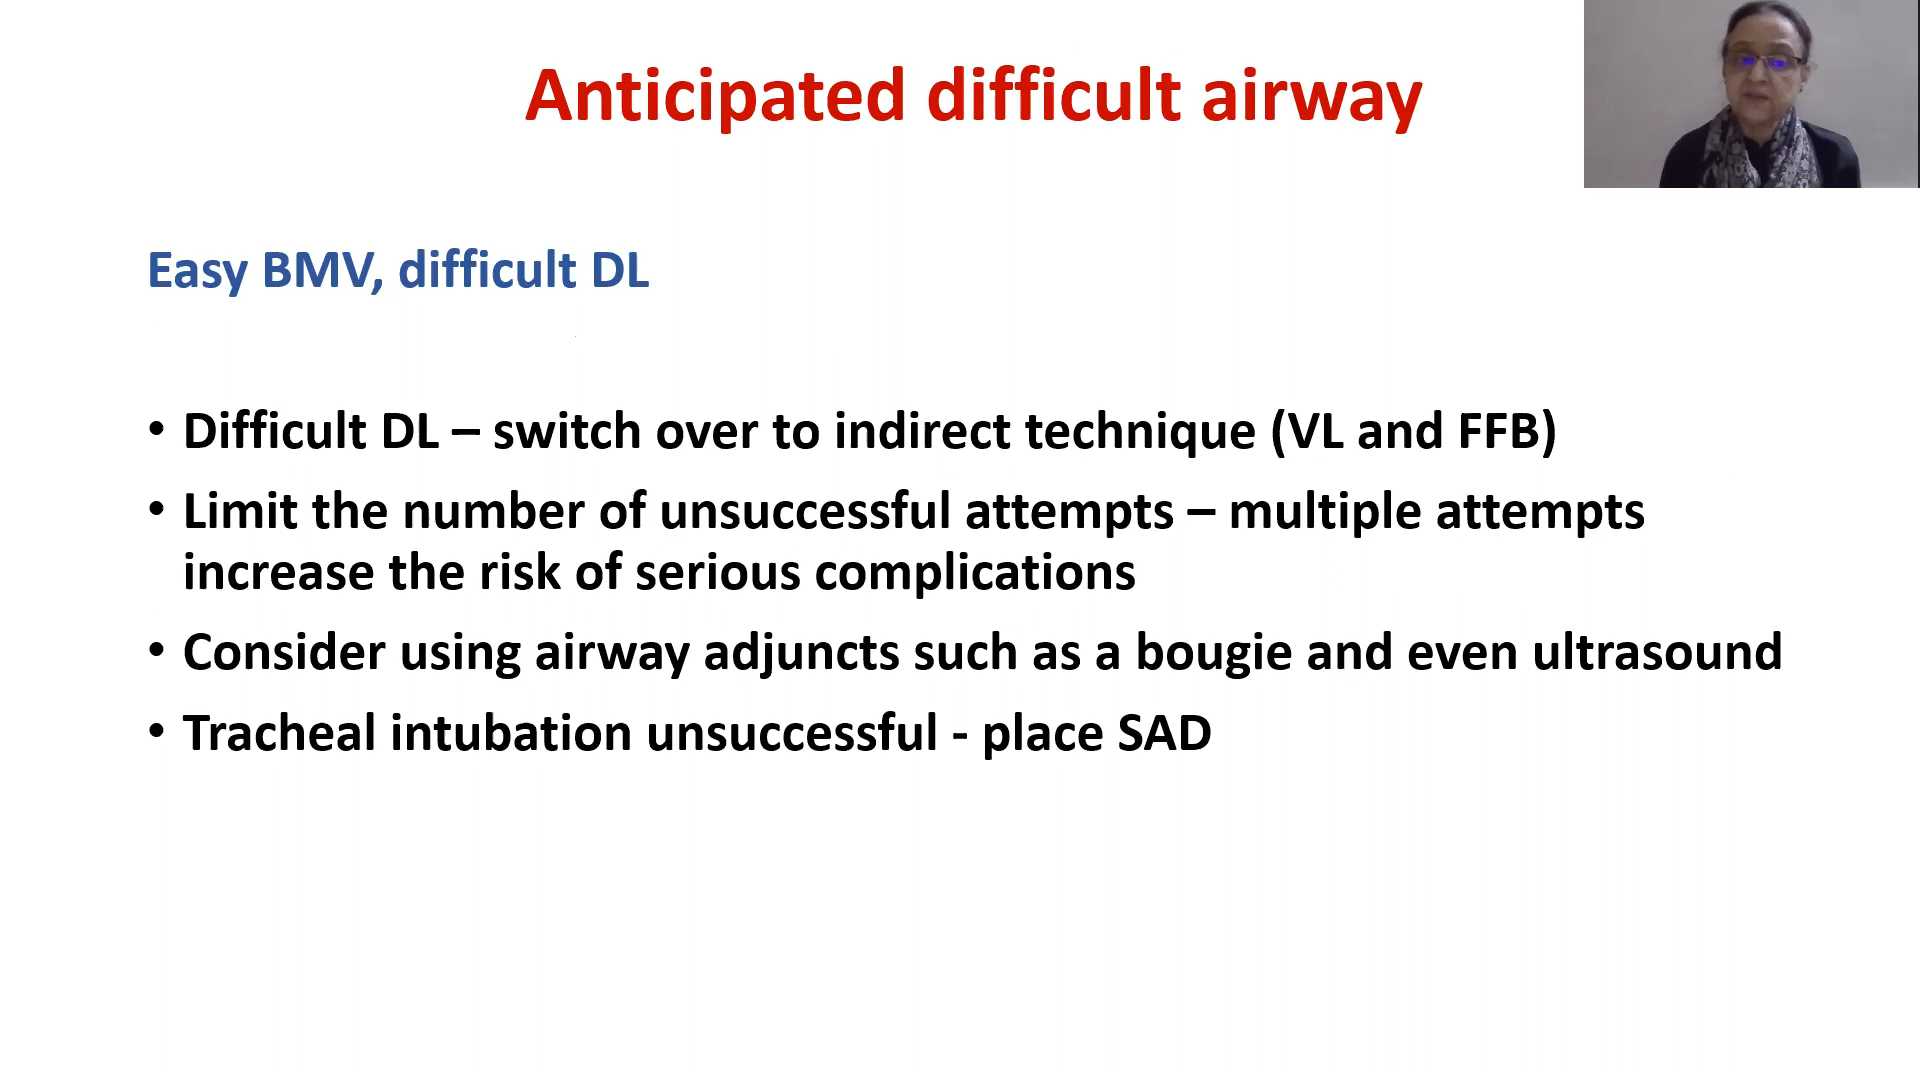 Anticipated difficult airway
Easy BMV, difficult DL
• Difficult DL – switch over to indirect technique (VL and FFB)
• Limit the number of unsuccessful attempts – multiple attempts
increase the risk of serious complications
• Consider using airway adjuncts such as a bougie and even ultrasound
• Tracheal intubation unsuccessful - place SAD